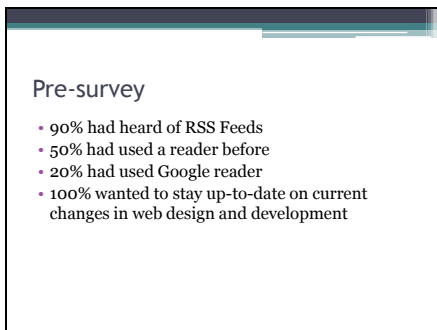 Pre-survey
• 90% had heard of RSS Feeds
• 50% had used a reader before
• 20% had used Google reader
• 100% wanted to stay up-to-date on current
changes in web design and development